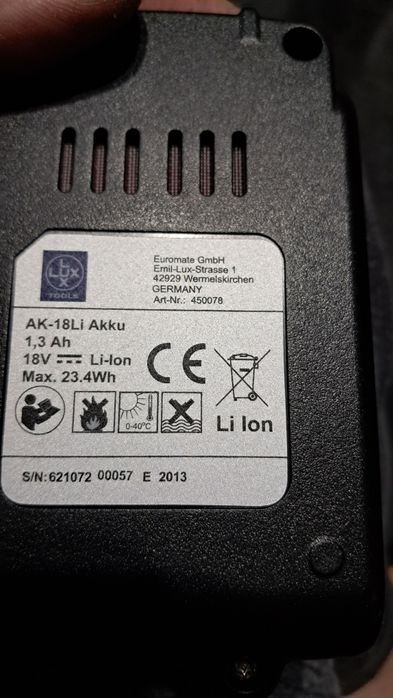 LUX
TOOLS
Euromate GmbH
Emil-Lux-Strasse 1
42929 Wermelskirchen
GERMANY
Art-Nr.: 450078
AK-18Li Akku
1,3 Ah
18V Li-Ion
Max. 23.4Wh
CE
0-40°C
Li Ion
S/N:621072 00057 E 2013